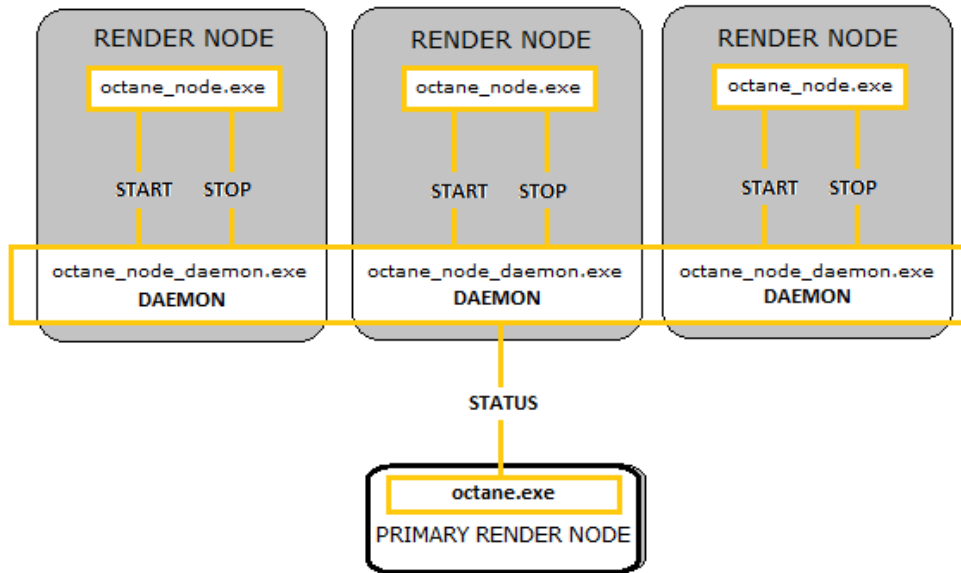 RENDER NODE
RENDER NODE
RENDER NODE
octane_node.exe
octane_node.exe
octane_node.exe
START STOP
START STOP
START STOP
octane_node_daemon.exe
DAEMON
octane_node_daemon.exe
DAEMON
octane_node_daemon.exe
DAEMON
STATUS
octane.exe
PRIMARY RENDER NODE